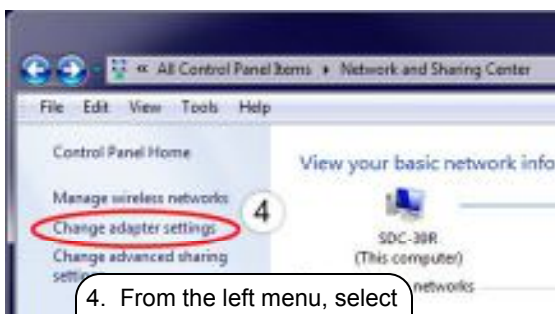 « All Control Panel Items ▸ Network and Sharing Center
File Edit View Tools Help
Control Panel Home
View your basic network info
Manage wireless networks
4
Change adapter settings
SDC-30R
(This computer)
Change advanced sharing
networks
4. From the left menu, select